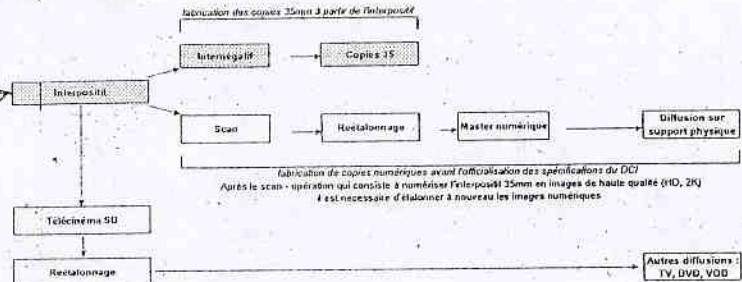 fabrication des copies 35mm à partir de l'interpositif
Internégatif
Copies 35
Interpositif
Scan
Réétalonnage
Master numérique
Diffusion sur
support physique
fabrication de copies numériques avant l'officialisation des spécifications du DCI
Après le scan - opération qui consiste à numériser l'interpositif 35mm en images de haute qualité (HD, 2K)
il est nécessaire d'étalonner à nouveau les images numériques
Télécinéma SD
Réétalonnage
Autres diffusions :
TV, DVD, VOD